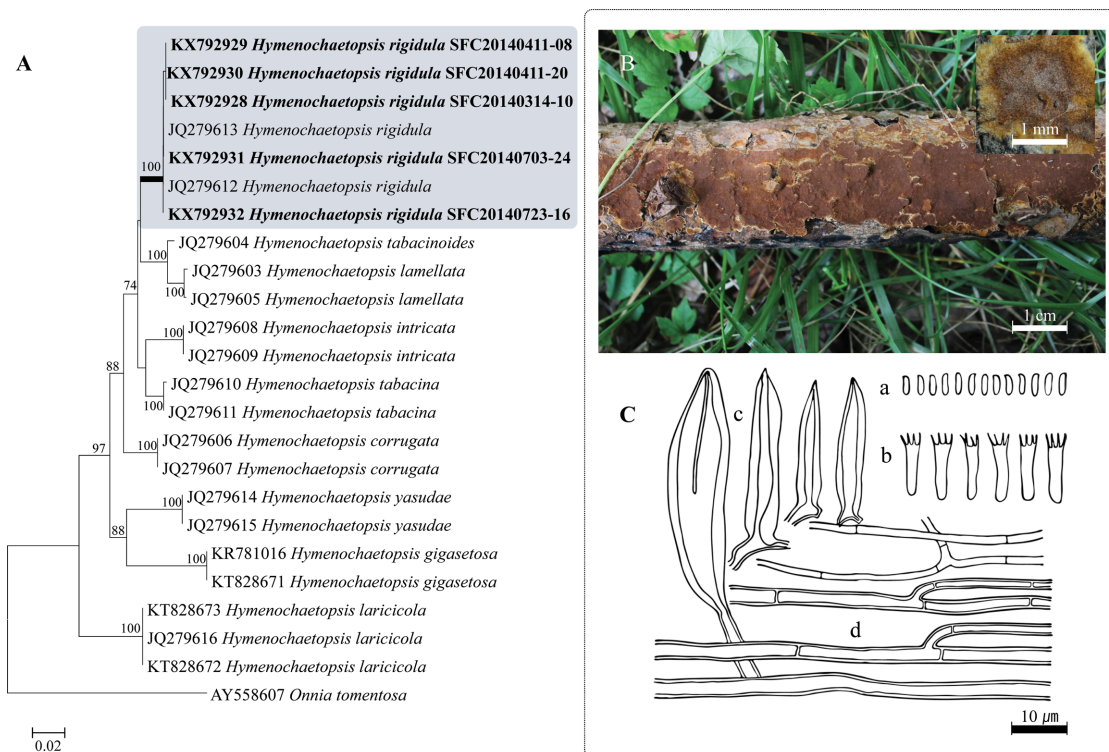 A
KX792929 Hymenochaetopsis rigidula SFC20140411-08
KX792930 Hymenochaetopsis rigidula SFC20140411-20
KX792928 Hymenochaetopsis rigidula SFC20140314-10
JQ279613 Hymenochaetopsis rigidula
KX792931 Hymenochaetopsis rigidula SFC20140703-24
100
JQ279612 Hymenochaetopsis rigidula
KX792932 Hymenochaetopsis rigidula SFC20140723-16
JQ279604 Hymenochaetopsis tabacinoides
100
JQ279603 Hymenochaetopsis lamellata
100
JQ279605 Hymenochaetopsis lamellata
74
JQ279608 Hymenochaetopsis intricata
100
JQ279609 Hymenochaetopsis intricata
88
JQ279610 Hymenochaetopsis tabacina
100
JQ279611 Hymenochaetopsis tabacina
JQ279606 Hymenochaetopsis corrugata
97
100
JQ279607 Hymenochaetopsis corrugata
JQ279614 Hymenochaetopsis yasudae
100
JQ279615 Hymenochaetopsis yasudae
88
KR781016 Hymenochaetopsis gigasetosa
100
KT828671 Hymenochaetopsis gigasetosa
KT828673 Hymenochaetopsis laricicola
100
JQ279616 Hymenochaetopsis laricicola
KT828672 Hymenochaetopsis laricicola
AY558607 Onnia tomentosa
0.02
B
1 mm
1 cm
C
a
b
c
d
10 μm